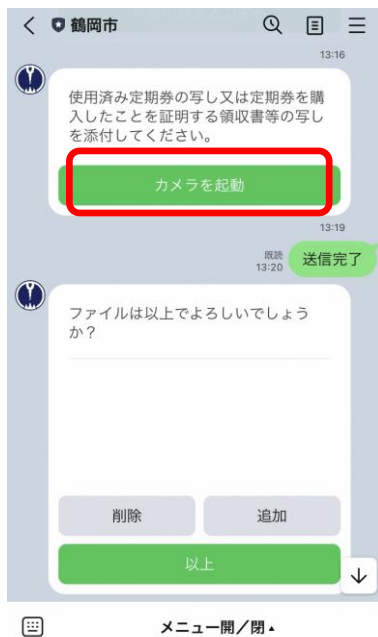 鶴岡市
13:16
使用済み定期券の写し又は定期券を購
入したことを証明する領収書等の写し
を添付してください。
カメラを起動
13:19
既読
13:20
送信完了
ファイルは以上でよろしいでしょう
か？
削除
追加
以上
メニュー開／閉▴